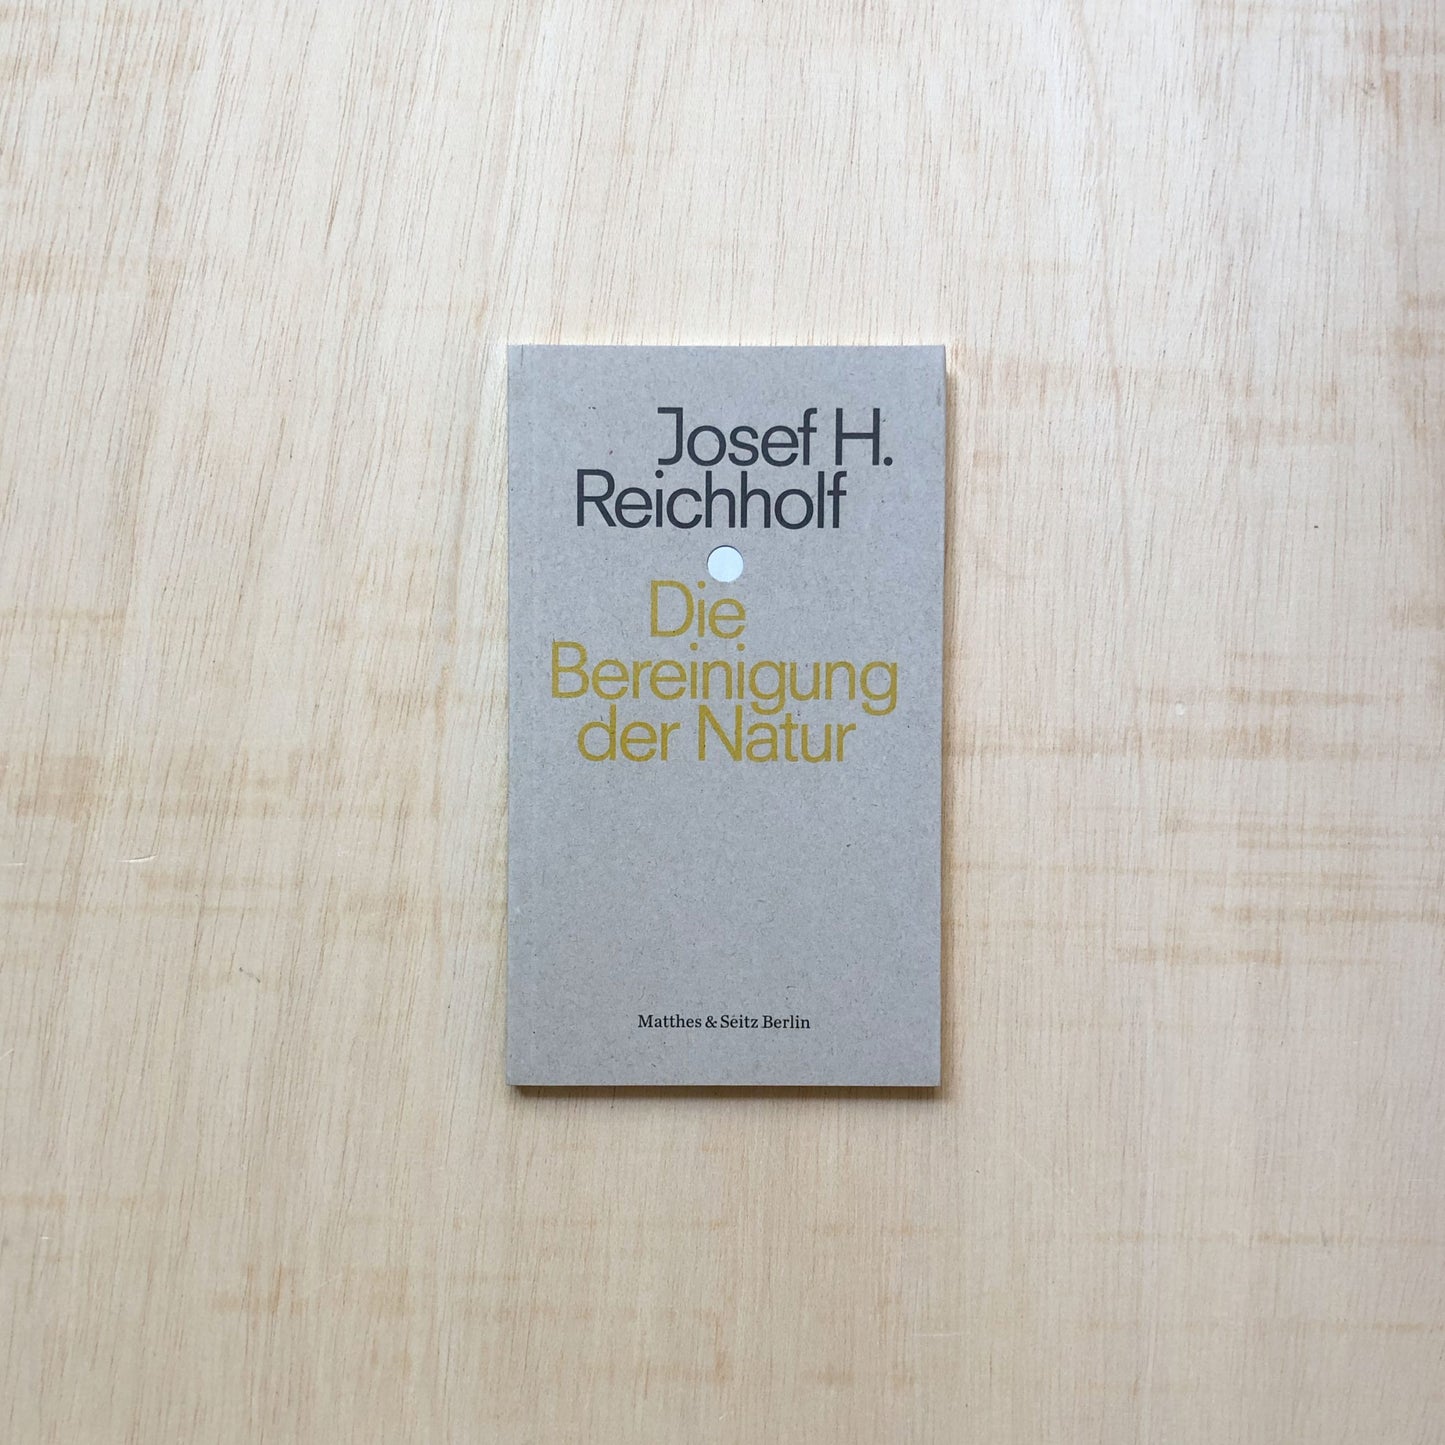 Josef H.
Reichholf
Die
Bereinigung
der Natur
Matthes & Seitz Berlin